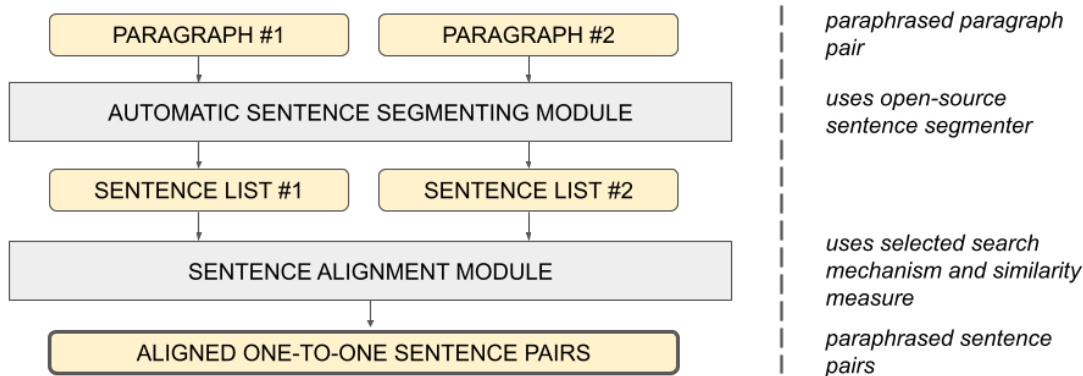 PARAGRAPH #1
PARAGRAPH #2
paraphrased paragraph
pair
AUTOMATIC SENTENCE SEGMENTING MODULE
uses open-source
sentence segmenter
SENTENCE LIST #1
SENTENCE LIST #2
SENTENCE ALIGNMENT MODULE
uses selected search
mechanism and similarity
measure
ALIGNED ONE-TO-ONE SENTENCE PAIRS
paraphrased sentence
pairs